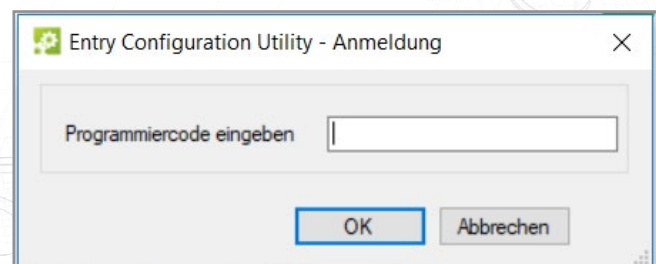 Entry Configuration Utility - Anmeldung
Programmiercode eingeben
OK Abbrechen